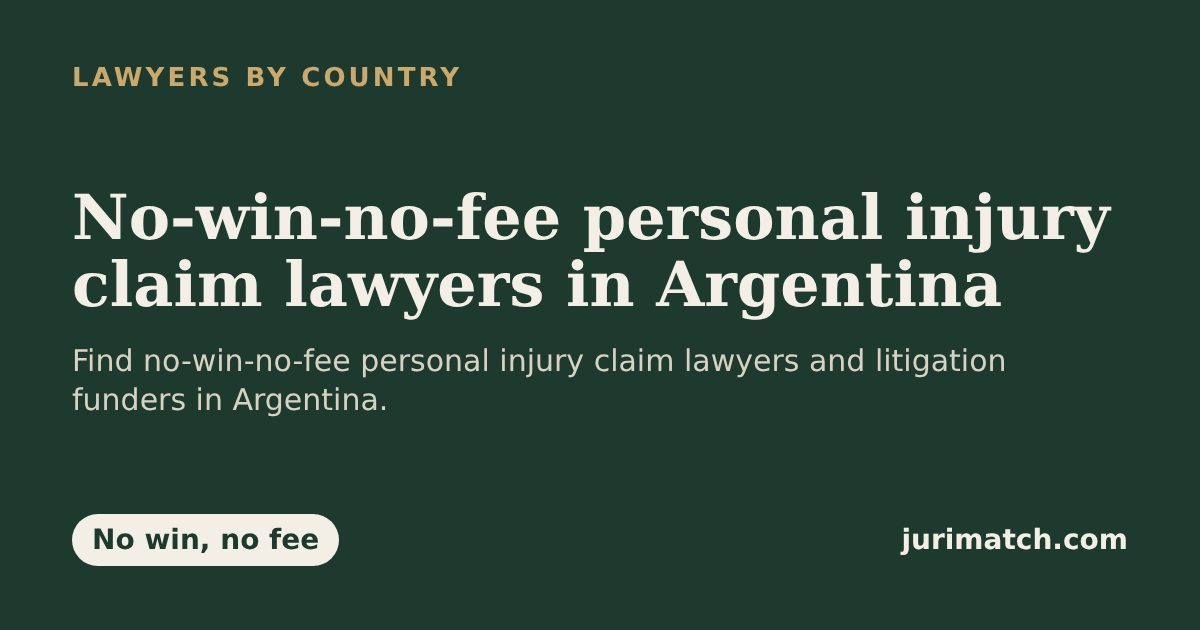 LAWYERS BY COUNTRY
No-win-no-fee personal injury
claim lawyers in Argentina
Find no-win-no-fee personal injury claim lawyers and litigation
funders in Argentina.
No win, no fee
jurimatch.com